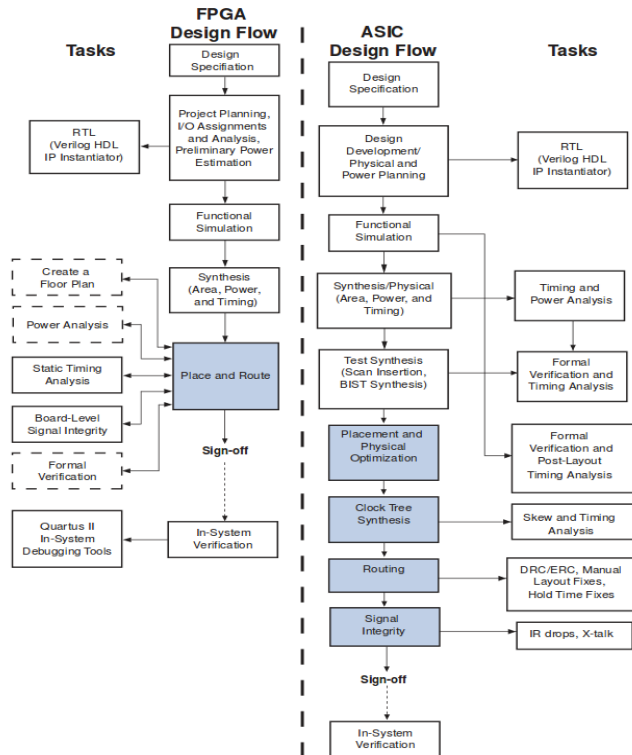 FPGA
Design Flow
Tasks
Design
Specifiation
Project Planning,
I/O Assignments
and Analysis,
Preliminary Power
Estimation
RTL
(Verilog HDL
IP Instantiator)
Functional
Simulation
Synthesis
(Area, Power,
and Timing)
Create a
Floor Plan
Power Analysis
Static Timing
Analysis
Board-Level
Signal Integrity
Formal
Verification
Place and Route
Sign-off
Quartus II
In-System
Debugging Tools
In-System
Verification
ASIC
Design Flow
Tasks
Design
Specification
Design
Development/
Physical and
Power Planning
RTL
(Verilog HDL
IP Instantiator)
Functional
Simulation
Synthesis/Physical
(Area, Power, and
Timing)
Timing and
Power Analysis
Test Synthesis
(Scan Insertion,
BIST Synthesis)
Formal
Verification and
Timing Analysis
Placement and
Physical
Optimization
Formal
Verification and
Post-Layout
Timing Analysis
Clock Tree
Synthesis
Skew and Timing
Analysis
Routing
DRC/ERC, Manual
Layout Fixes,
Hold Time Fixes
Signal
Integrity
IR drops, X-talk
Sign-off
In-System
Verification